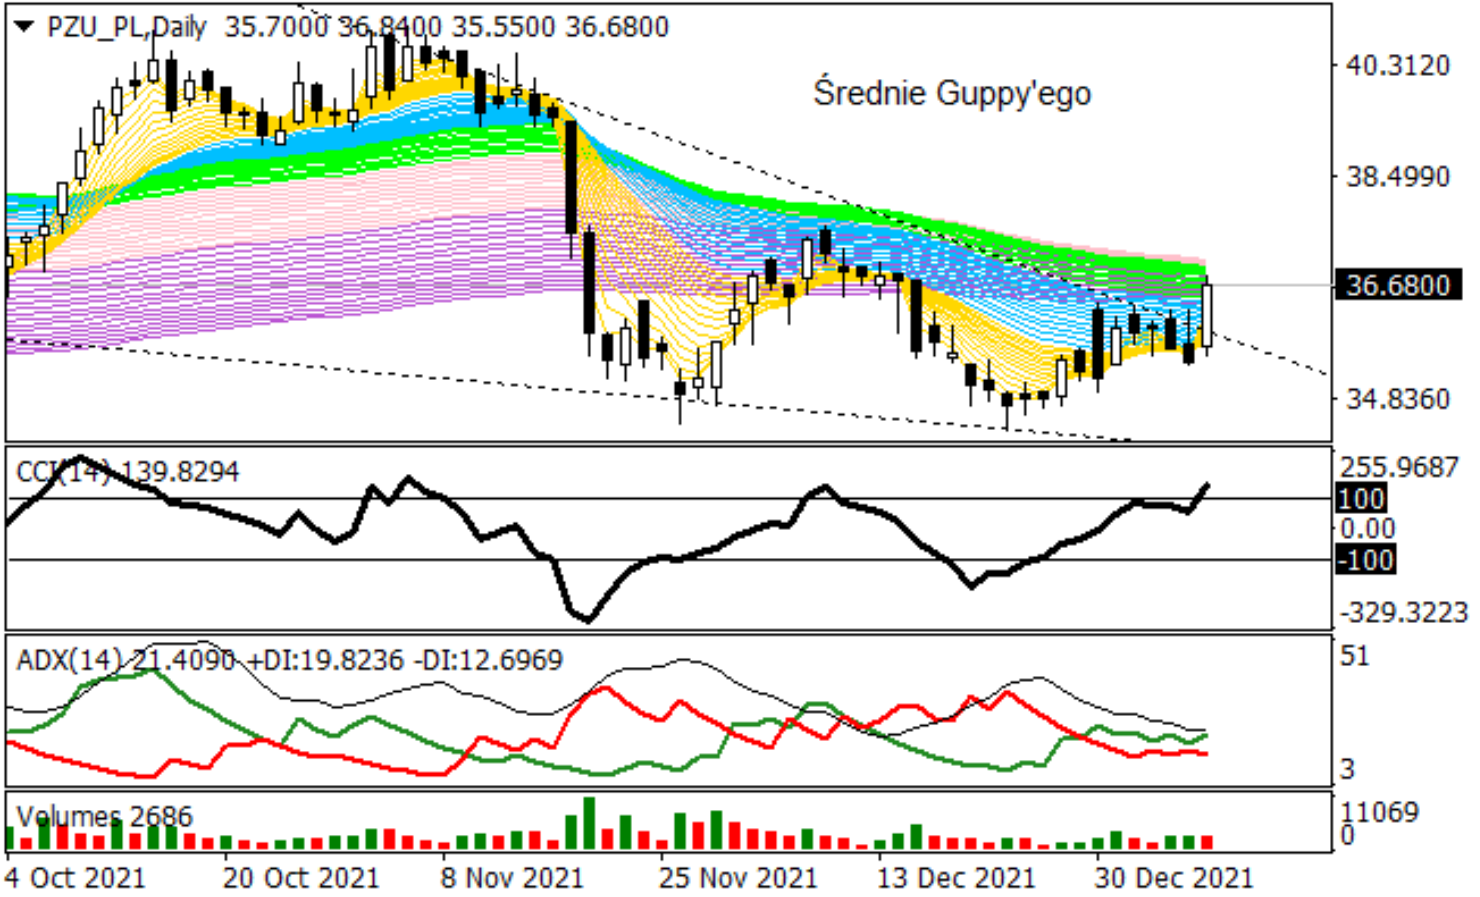 PZU_PL,Daily 35.7000 36.8400 35.5500 36.6800
Średnie Guppy'ego
40.3120
38.4990
36.6800
34.8360
CCI(14) 139.8294
255.9687
100
0.00
-100
-329.3223
ADX(14) 21.4090 +DI:19.8236 -DI:12.6969
51
3
Volumes 2686
11069
0
4 Oct 2021 20 Oct 2021 8 Nov 2021 25 Nov 2021 13 Dec 2021 30 Dec 2021